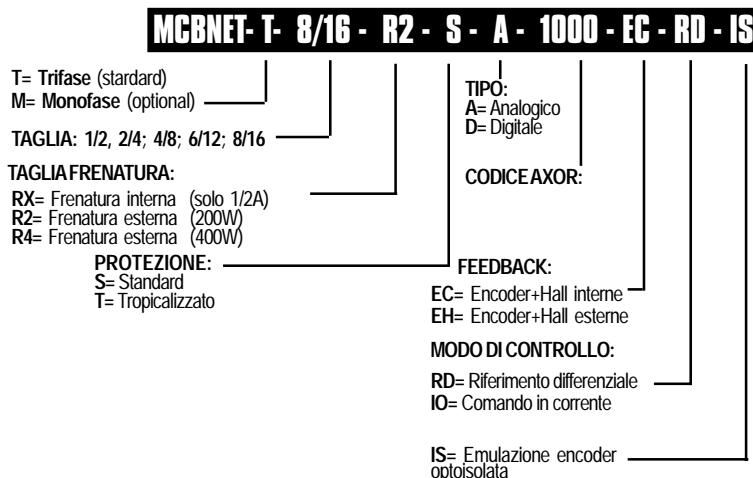 MCBNET- T- 8/16 - R2 - S - A - 1000 - EC - RD - IS
T= Trifase (stardard)
M= Monofase (optional)
TAGLIA: 1/2, 2/4; 4/8; 6/12; 8/16
TAGLIA FRENATURA:
RX= Frenatura interna (solo 1/2A)
R2= Frenatura esterna (200W)
R4= Frenatura esterna (400W)
PROTEZIONE:
S= Standard
T= Tropicalizzato
TIPO:
A= Analogico
D= Digitale
CODICE AXOR:
FEEDBACK:
EC= Encoder+Hall interne
EH= Encoder+Hall esterne
MODO DI CONTROLLO:
RD= Riferimento differenziale
IO= Comando in corrente
IS= Emulazione encoder
optoisolata